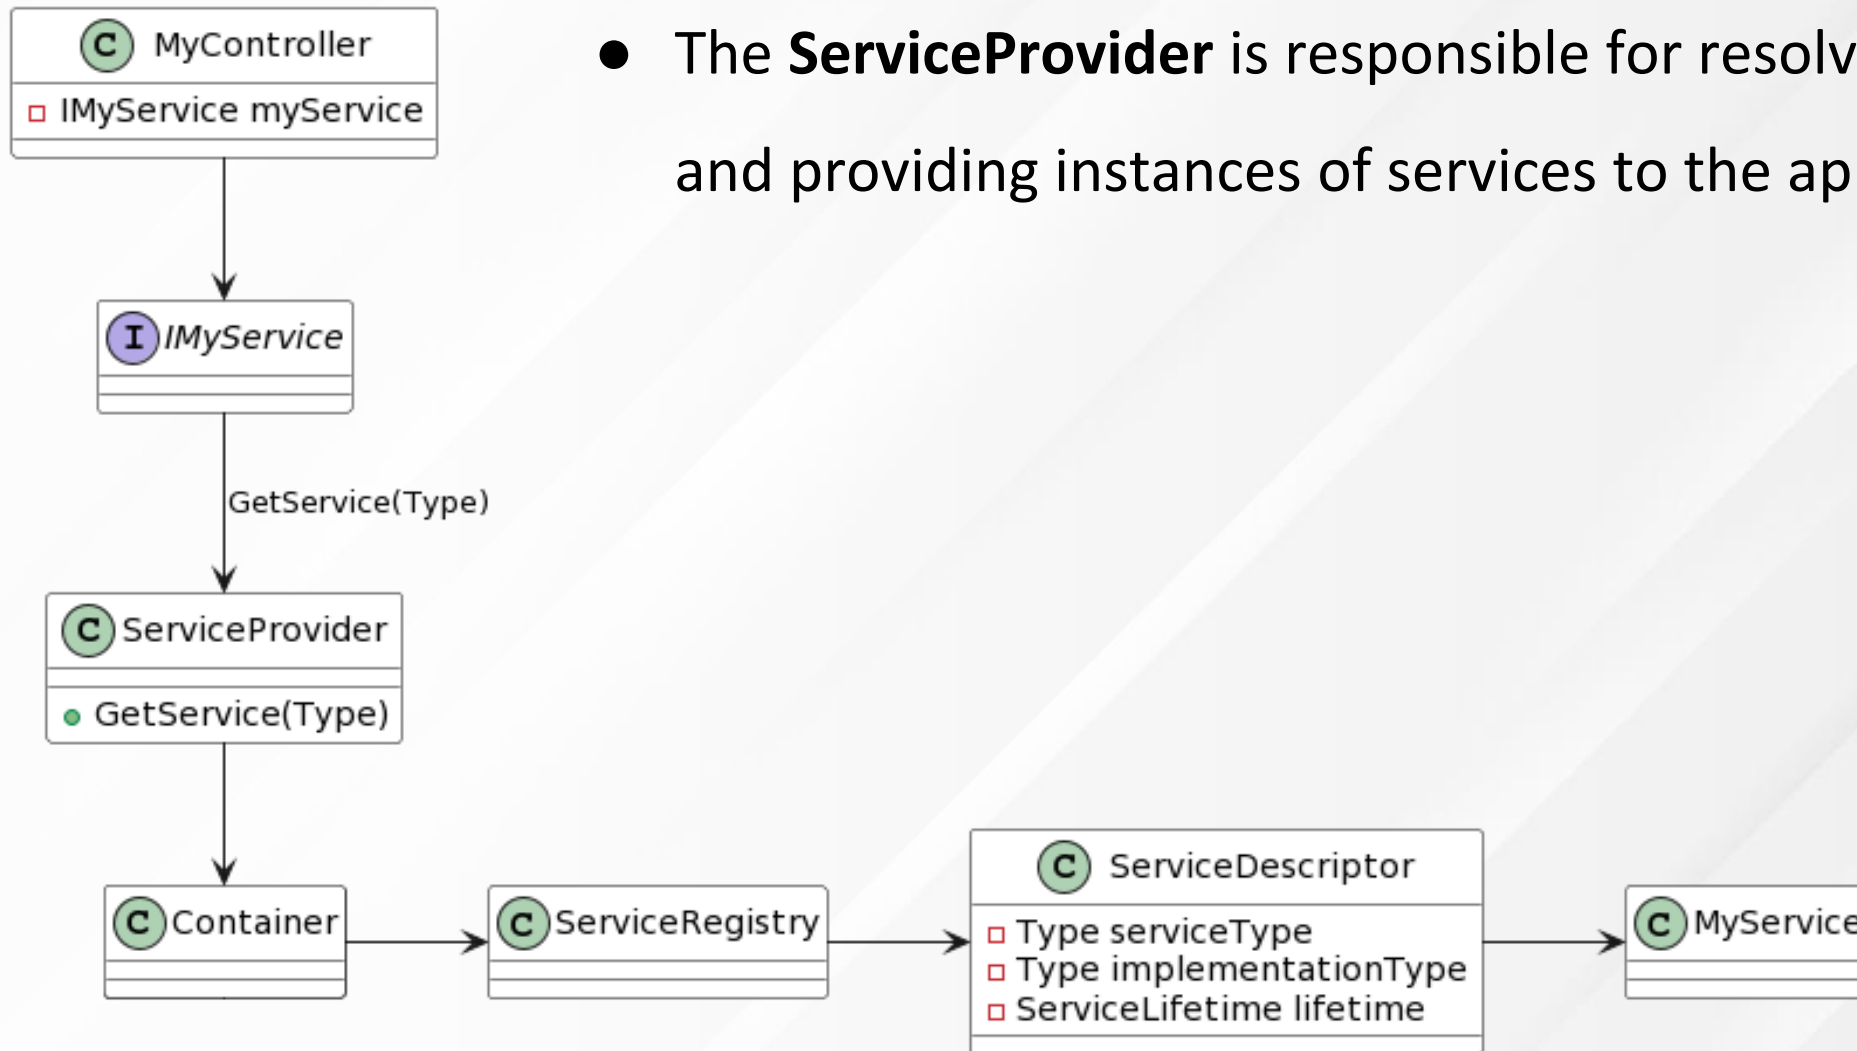 C MyController
IMyService myService
● The ServiceProvider is responsible for resolv
and providing instances of services to the ap
I IMyService
GetService(Type)
C ServiceProvider
GetService(Type)
C Container
C ServiceRegistry
C ServiceDescriptor
Type serviceType
Type implementationType
ServiceLifetime lifetime
C MyService